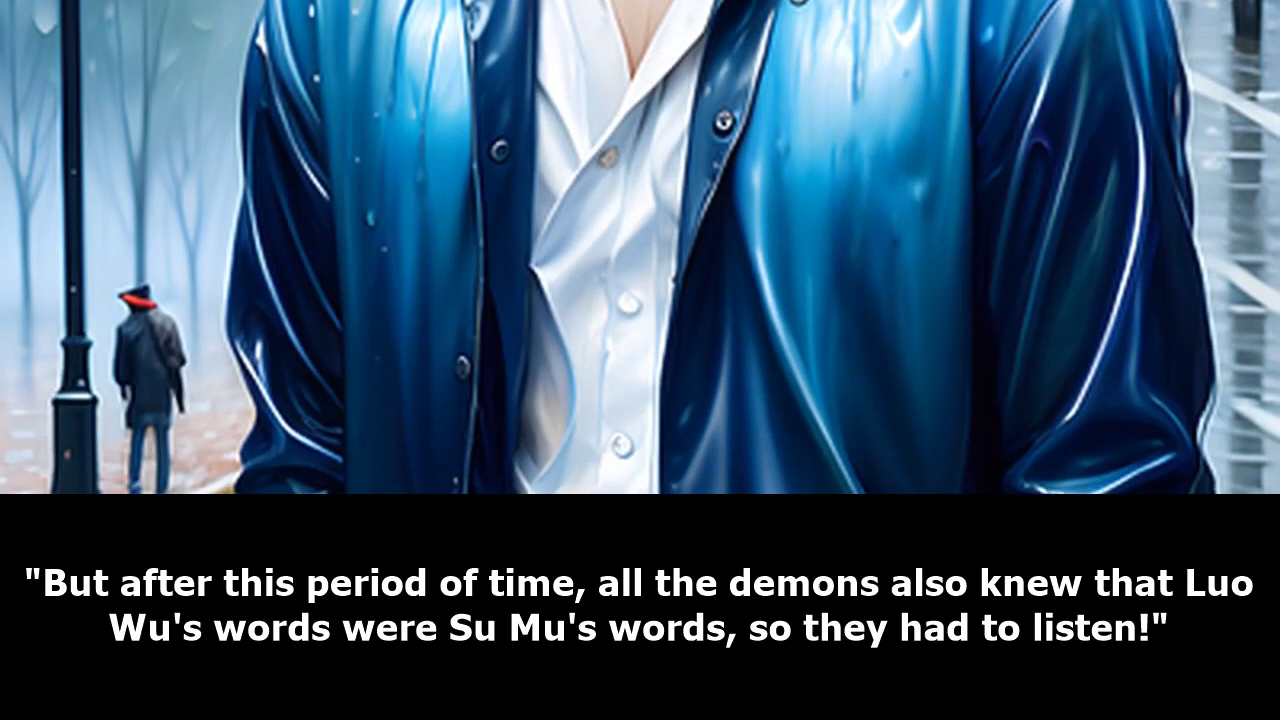 "But after this period of time, all the demons also knew that Luo
Wu's words were Su Mu's words, so they had to listen!"